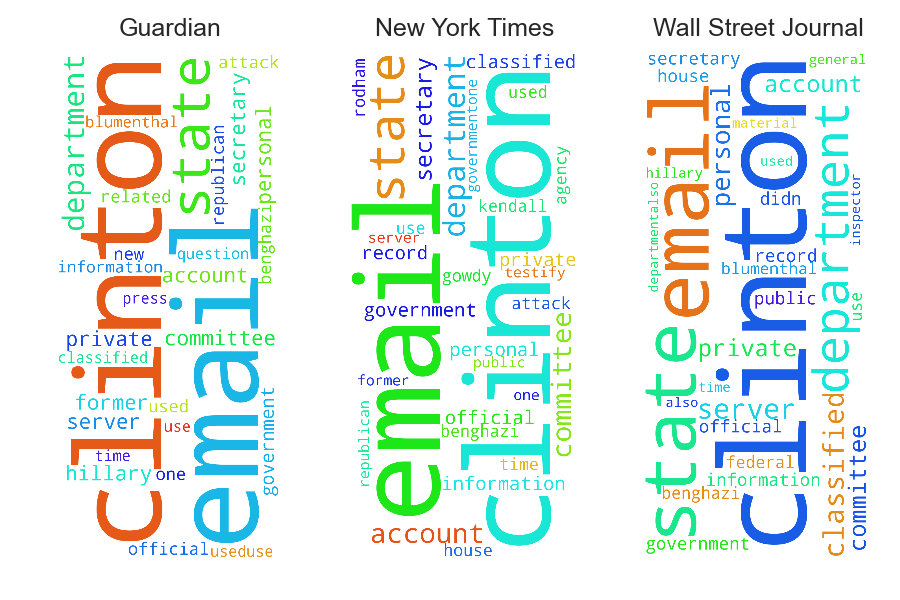 Guardian
department
clinton
state
attack
secretary
blumenthal
republican
personal
related
benghazi
email
new
question
information
account
press
private
committee
classified
former
used
server
use
government
time
hillary
one
official
useduse
New York Times
rodham
state
secretary
department
classified
governmentone
used
clinton
agency
kendall
email
use
server
record
private
gowdy
testify
government
attack
committee
personal
public
former
one
republican
official
benghazi
time
information
account
house
Wall Street Journal
secretary
house
general
email
personal
account
clinton
department
material
used
hillary
departmentalso
didn
inspector
record
blumenthal
public
use
state
private
time
also
server
official
classified
committee
federal
information
benghazi
government